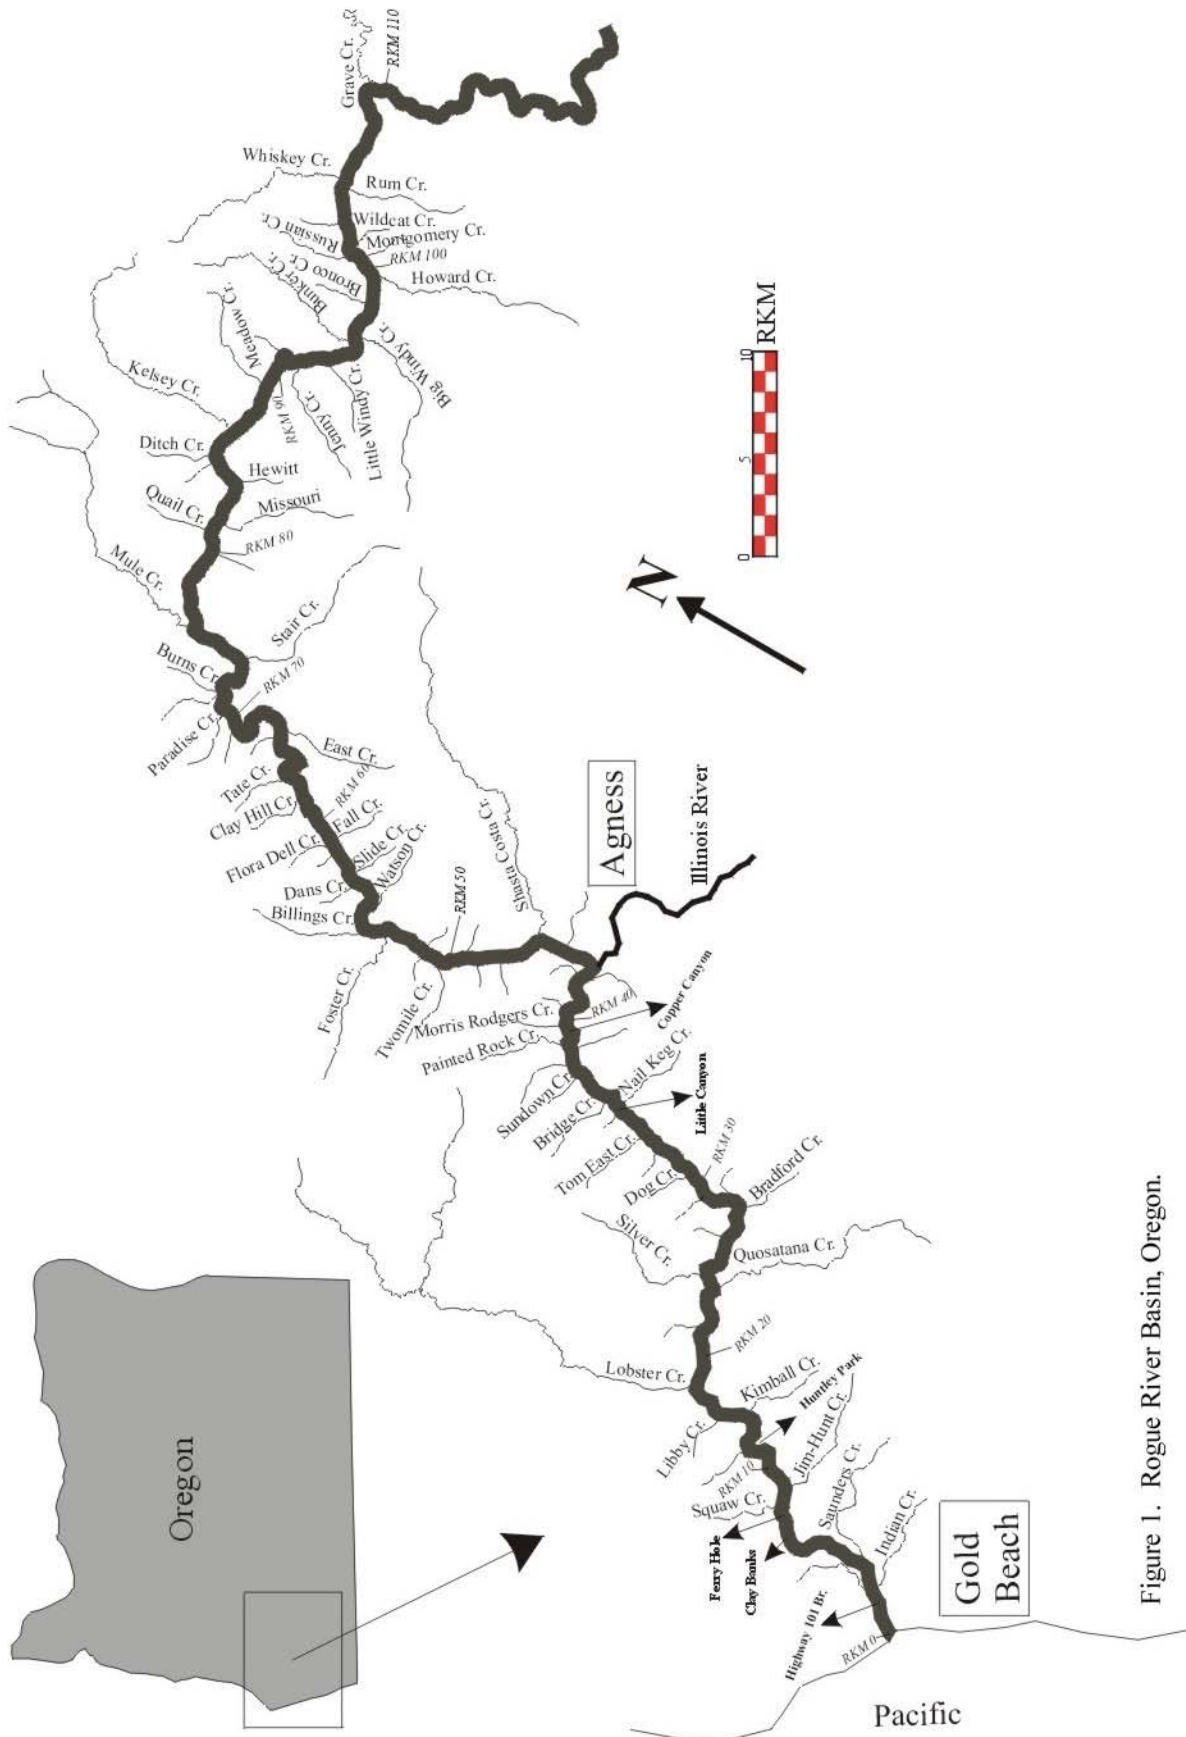 Oregon
Grave Cr.
RKM 110
Whiskey Cr.
Rum Cr.
Wildcat Cr.
Russian Cr.
Montgomery Cr.
RKM 100
Howard Cr.
Bronco Cr.
Bunker Cr.
Big Windy Cr.
Little Windy Cr.
Jenny Cr.
Meadow Cr.
RKM 90
Kelsey Cr.
Ditch Cr.
Hewitt
Quail Cr.
Missouri
RKM 80
Mule Cr.
Stair Cr.
Burns Cr.
RKM 70
Paradise Cr.
East Cr.
Tate Cr.
Clay Hill Cr.
RKM 60
Flora Dell Cr.
Fall Cr.
Dans Cr.
Slide Cr.
Watson Cr.
Billings Cr.
Foster Cr.
Twomile Cr.
RKM 50
Shasta Costa Cr.
Agness
Illinois River
Morris Rodgers Cr.
RKM 40
Copper Canyon
Painted Rock Cr.
Sundown Cr.
Nail Keg Cr.
Bridge Cr.
Little Canyon
Tom East Cr.
Dog Cr.
RKM 30
Bradford Cr.
Silver Cr.
Quosatana Cr.
RKM 20
Lobster Cr.
Kimball Cr.
Huntley Park
Libby Cr.
RKM 10
Jim-Hunt Cr.
Squaw Cr.
Ferry Hole
Clay Banks
Saunders Cr.
Indian Cr.
Highway 101 Br.
RKM 0
Gold
Beach
Pacific
N
0 5 10
RKM
Figure 1. Rogue River Basin, Oregon.